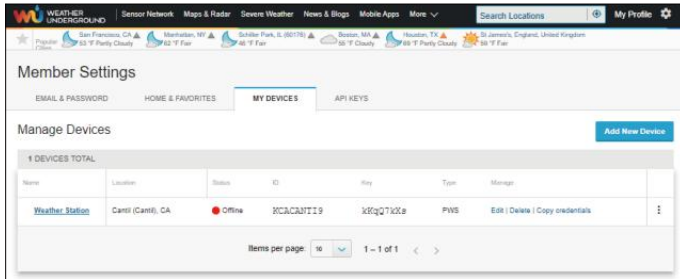 WEATHER UNDERGROUND
Sensor Network Maps & Radar Severe Weather News & Blogs Mobile Apps More Search Locations My Profile
Popular Cities San Francisco, CA 53 °F Partly Cloudy Manhattan, NY 62 °F Fair Schiller Park, IL (60176) 46 °F Fair Boston, MA 55 °F Cloudy Houston, TX 69 °F Partly Cloudy St James's, England, United Kingdom 59 °F Fair
Member Settings
EMAIL & PASSWORD HOME & FAVORITES MY DEVICES API KEYS
Manage Devices Add New Device
1 DEVICES TOTAL
Name Location Status ID Key Type Manage
Weather Station Cantil (Cantil), CA Offline KCACANTI9 kKqQ7kXs PWS Edit | Delete | Copy credentials
Items per page: 10 1 – 1 of 1